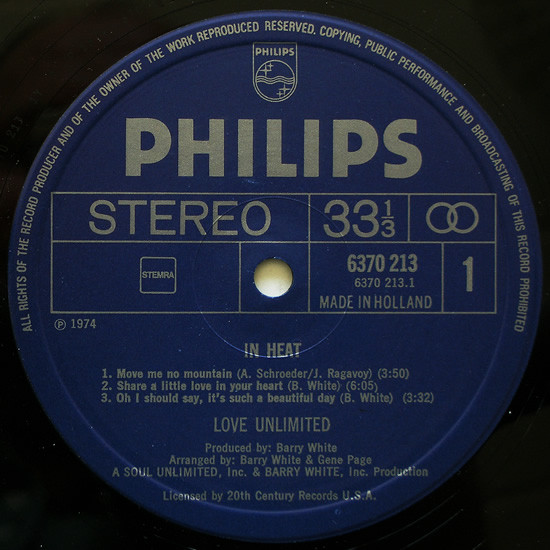 ALL RIGHTS OF THE RECORD PRODUCER AND OF THE OWNER OF THE WORK REPRODUCED RESERVED. COPYING, PUBLIC PERFORMANCE AND BROADCASTING OF THIS RECORD PROHIBITED
PHILIPS
PHILIPS
STEREO 33 1/3
STEMRA 6370 213 1
6370 213.1
MADE IN HOLLAND
℗ 1974
IN HEAT
1. Move me no mountain (A. Schroeder/J. Ragavoy) (3:50)
2. Share a little love in your heart (B. White) (6:05)
3. Oh I should say, it's such a beautiful day (B. White) (3:32)
LOVE UNLIMITED
Produced by: Barry White
Arranged by: Barry White & Gene Page
A SOUL UNLIMITED, Inc. & BARRY WHITE, Inc. Production
Licensed by 20th Century Records U.S.A.